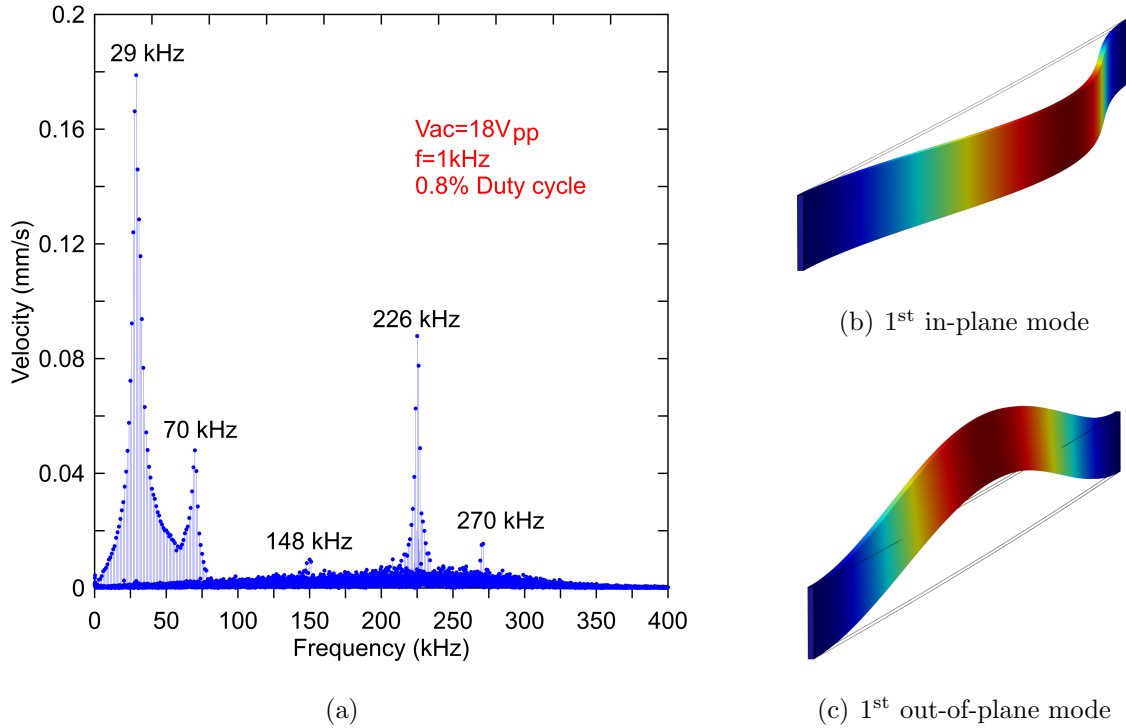 0.2
0.16
0.12
0.08
0.04
0
Velocity (mm/s)
29 kHz
70 kHz
148 kHz
226 kHz
270 kHz
Vac=18Vpp
f=1kHz
0.8% Duty cycle
0 50 100 150 200 250 300 350 400
Frequency (kHz)
(a)
(b) 1st in-plane mode
(c) 1st out-of-plane mode